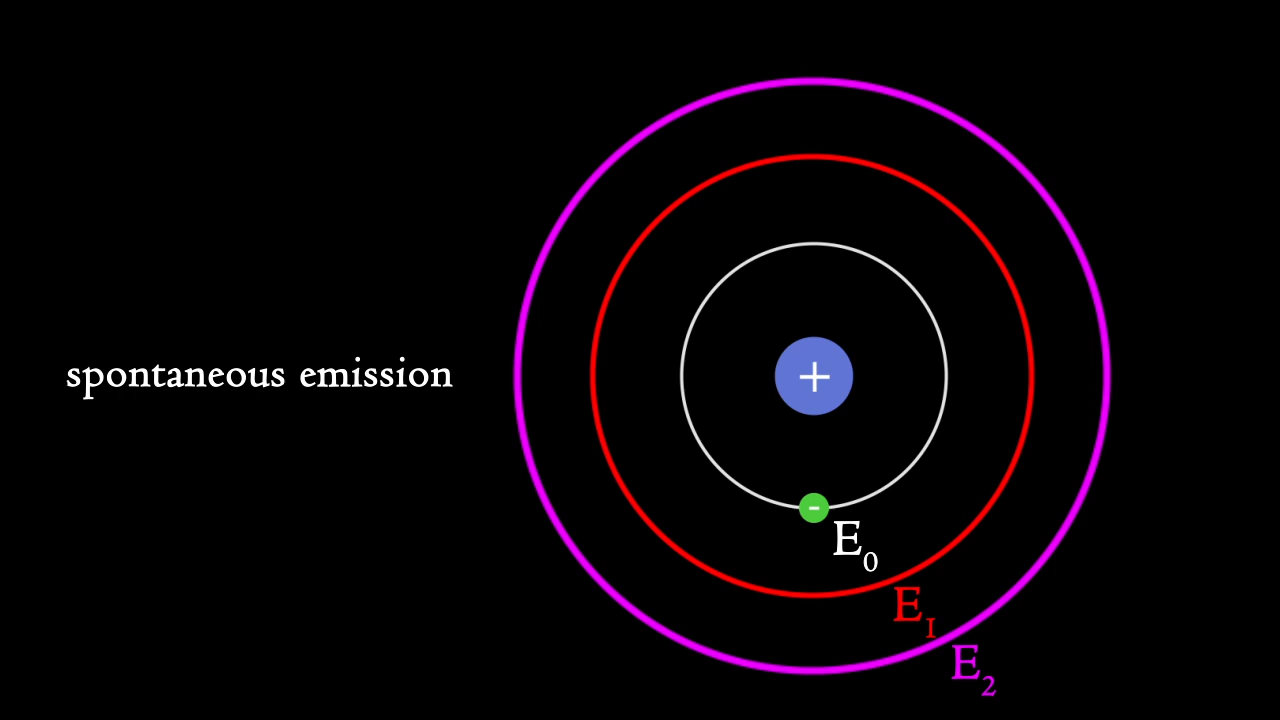 spontaneous emission
+
-
E₀
E₁
E₂